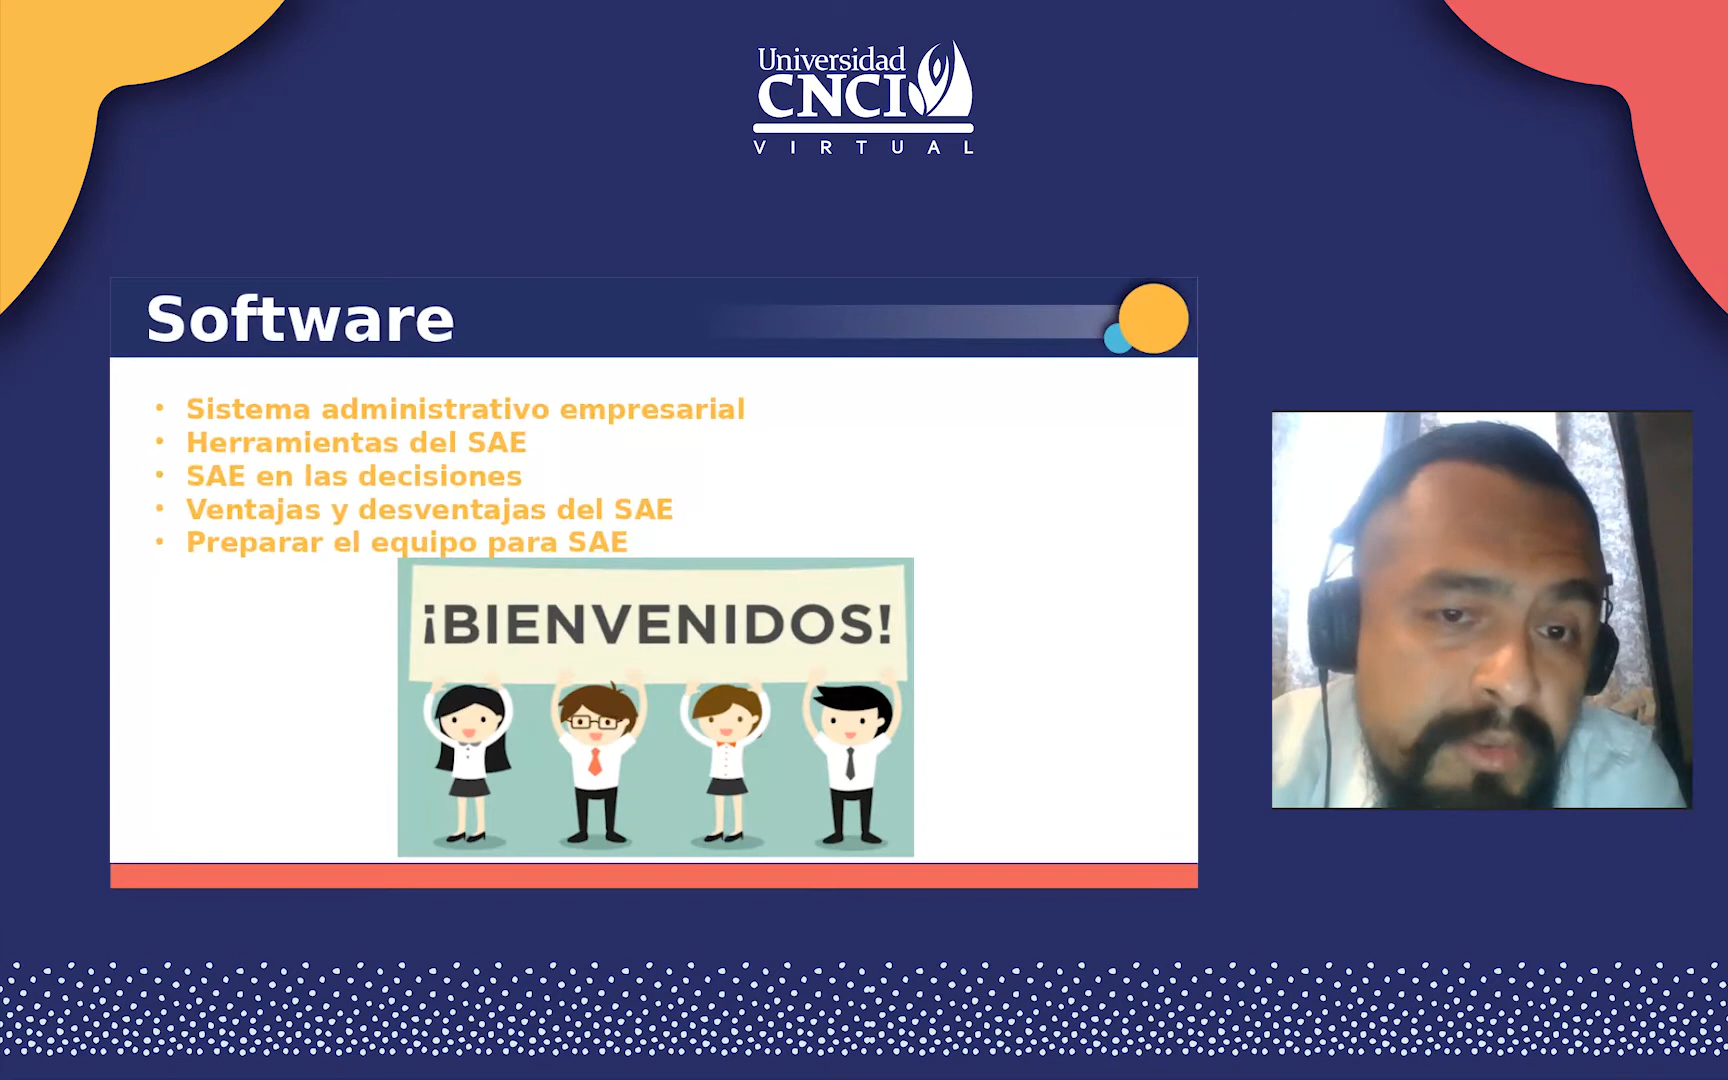 Universidad
CNCI
VIRTUAL
Software
• Sistema administrativo empresarial
• Herramientas del SAE
• SAE en las decisiones
• Ventajas y desventajas del SAE
• Preparar el equipo para SAE
¡BIENVENIDOS!